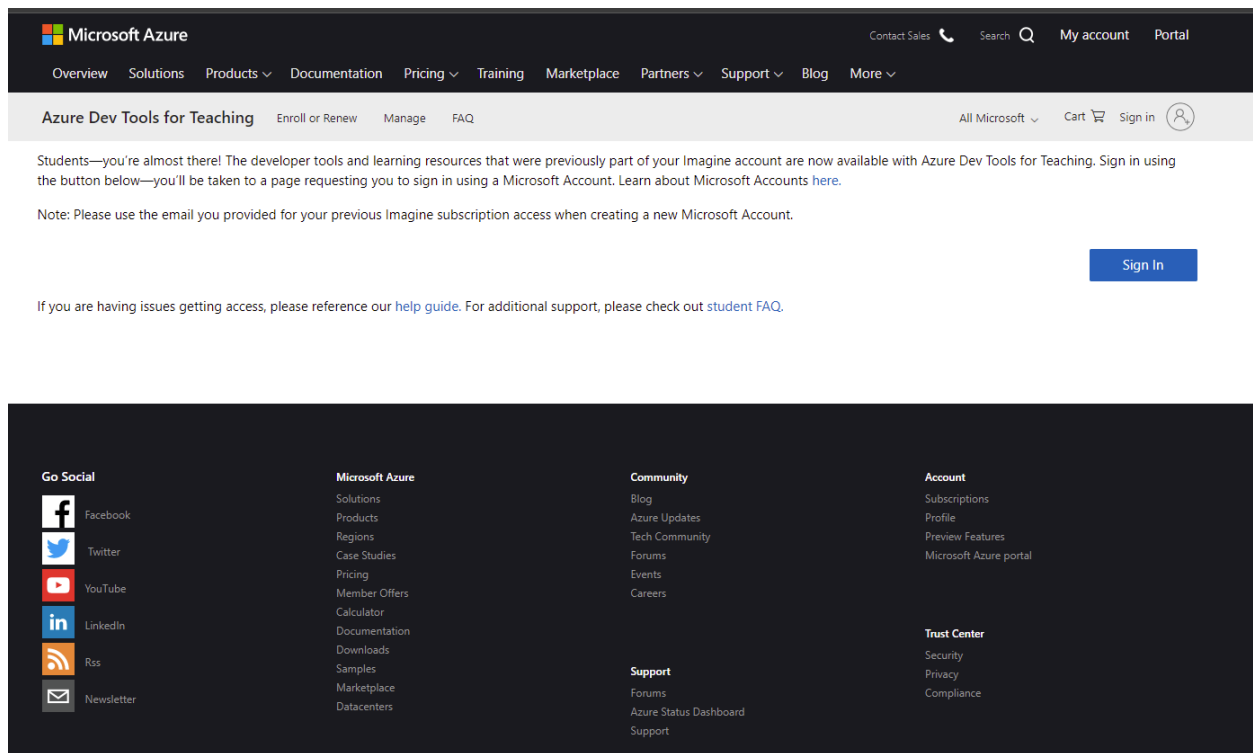 Microsoft Azure
Contact Sales
Search
My account
Portal
Overview Solutions Products Documentation Pricing Training Marketplace Partners Support Blog More
Azure Dev Tools for Teaching Enroll or Renew Manage FAQ
All Microsoft Cart Sign in
Students—you're almost there! The developer tools and learning resources that were previously part of your Imagine account are now available with Azure Dev Tools for Teaching. Sign in using
the button below—you'll be taken to a page requesting you to sign in using a Microsoft Account. Learn about Microsoft Accounts here.
Note: Please use the email you provided for your previous Imagine subscription access when creating a new Microsoft Account.
Sign In
If you are having issues getting access, please reference our help guide. For additional support, please check out student FAQ.
Go Social
Facebook
Twitter
YouTube
in LinkedIn
Rss
Newsletter
Microsoft Azure
Solutions
Products
Regions
Case Studies
Pricing
Member Offers
Calculator
Documentation
Downloads
Samples
Marketplace
Datacenters
Community
Blog
Azure Updates
Tech Community
Forums
Events
Careers
Support
Forums
Azure Status Dashboard
Support
Account
Subscriptions
Profile
Preview Features
Microsoft Azure portal
Trust Center
Security
Privacy
Compliance